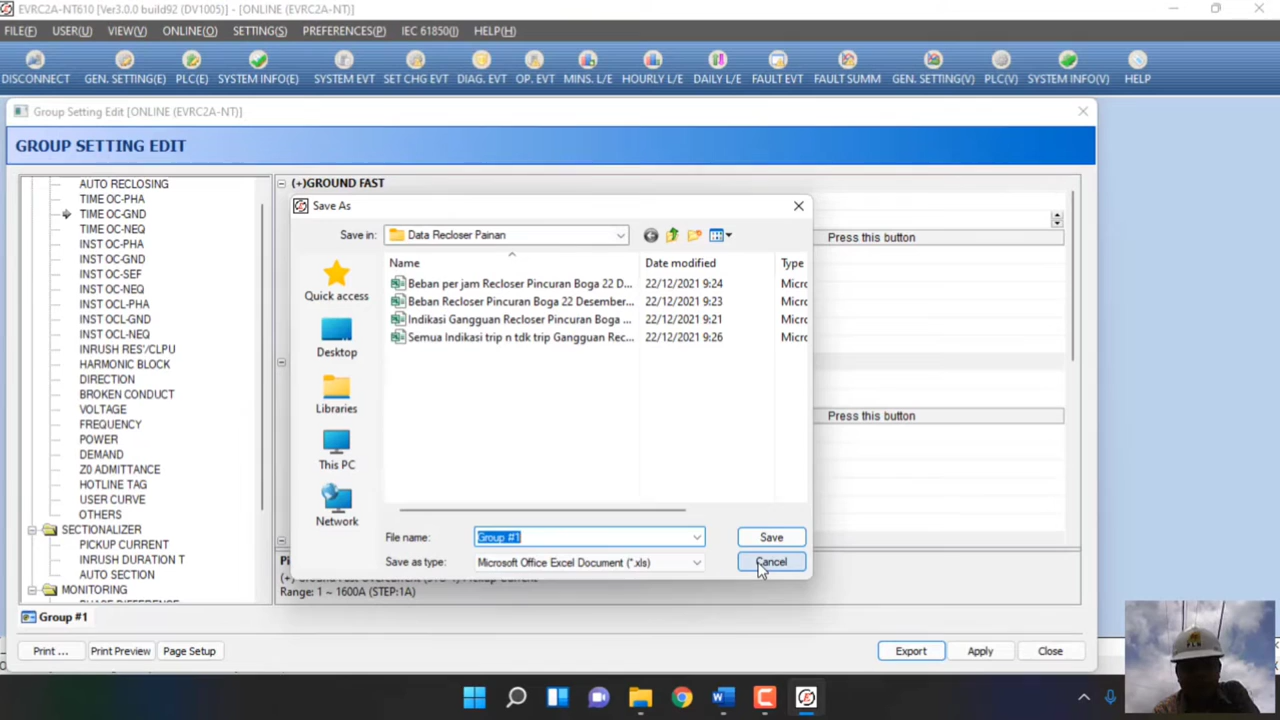 EVRC2A-NT610 [Ver3.0.0 build92 (DV1005) - [ONLINE (EVRC2A-NT)]
FILE(F) USER(U) VIEW(V) ONLINE(O) SETTING(S) PREFERENCES(P) IEC 61850(I) HELP(H)
DISCONNECT GEN. SETTING(E) PLC(E) SYSTEM INFO(E) SYSTEM EVT SET CHG EVT DIAG. EVT OP. EVT MINS. L/E HOURLY L/E DAILY L/E FAULT EVT FAULT SUMM GEN. SETTING(V) PLC(V) SYSTEM INFO(V) HELP
Group Setting Edit [ONLINE (EVRC2A-NT)]
GROUP SETTING EDIT
AUTO RECLOSING
TIME OC-PHA
TIME OC-GND
TIME OC-NEQ
INST OC-PHA
INST OC-GND
INST OC-SEF
INST OC-NEQ
INST OCL-PHA
INST OCL-GND
INST OCL-NEQ
INRUSH RES'/CLPU
HARMONIC BLOCK
DIRECTION
BROKEN CONDUCT
VOLTAGE
FREQUENCY
POWER
DEMAND
Z0 ADMITTANCE
HOTLINE TAG
USER CURVE
OTHERS
SECTIONALIZER
PICKUP CURRENT
INRUSH DURATION T
AUTO SECTION
MONITORING
(+)GROUND FAST
Press this button
Press this button
Save As
Save in: Data Recloser Painan
Name Date modified Type
Beban per jam Recloser Pincuran Boga 22 D... 22/12/2021 9:24 Micro
Beban Recloser Pincuran Boga 22 Desember... 22/12/2021 9:23 Micro
Indikasi Gangguan Recloser Pincuran Boga ... 22/12/2021 9:21 Micro
Semua Indikasi trip n tdk trip Gangguan Rec... 22/12/2021 9:26 Micro
Quick access
Desktop
Libraries
This PC
Network
File name: Group #1 Save
Save as type: Microsoft Office Excel Document (*.xls) Cancel
Range: 1 ~ 1600A (STEP:1A)
Group #1
Print ... Print Preview Page Setup Export Apply Close